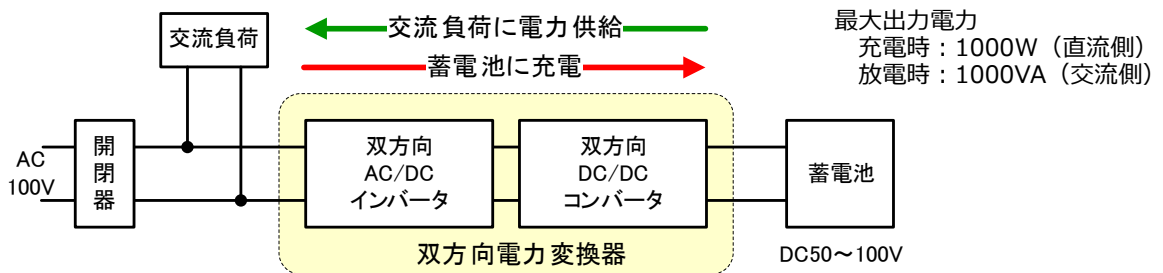 交流負荷
交流負荷に電力供給
蓄電池に充電
最大出力電力
充電時：1000W（直流側）
放電時：1000VA（交流側）
AC
100V
開
閉
器
双方向
AC/DC
インバータ
双方向
DC/DC
コンバータ
蓄電池
双方向電力変換器
DC50～100V